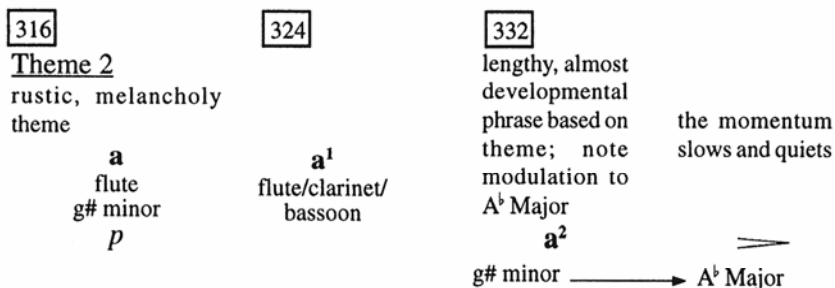 316 324 332
Theme 2
rustic, melancholy
theme
a
flute
g# minor
p
a¹
flute/clarinet/
bassoon
lengthy, almost
developmental
phrase based on
theme; note
modulation to
A♭ Major
a²
g# minor
the momentum
slows and quiets
A♭ Major